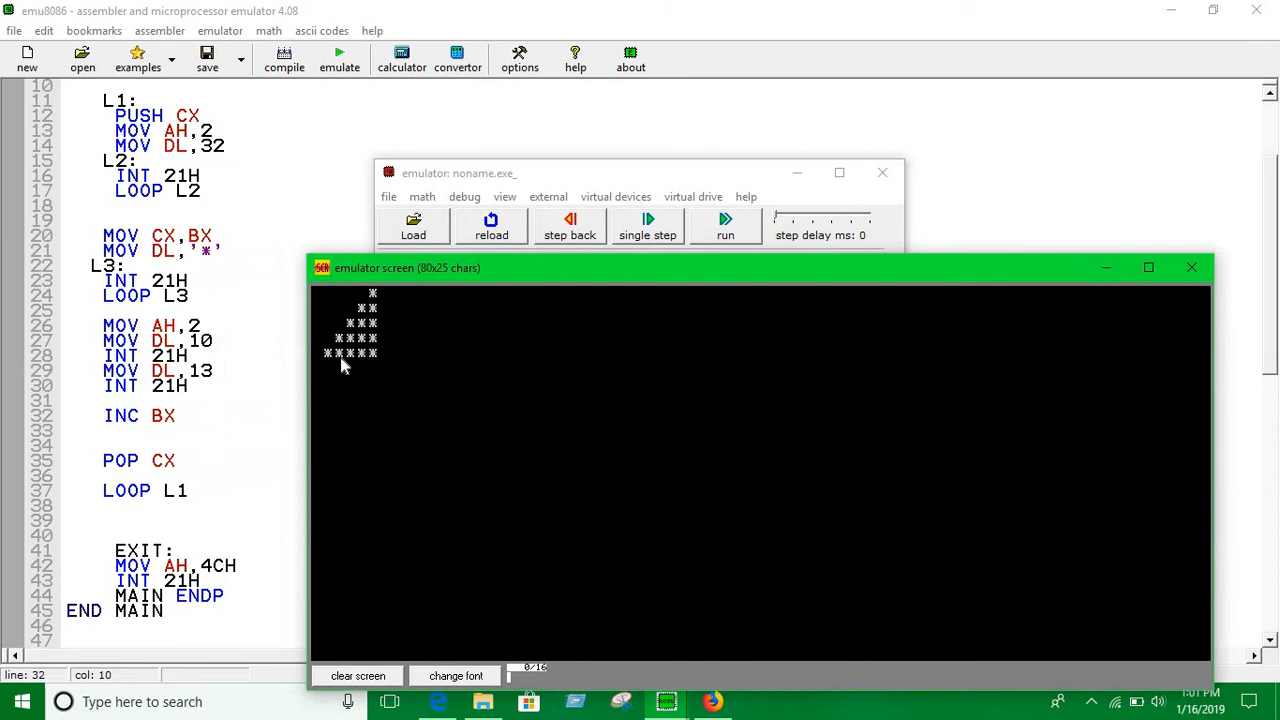 emu8086 - assembler and microprocessor emulator 4.08
file edit bookmarks assembler emulator math ascii codes help
new open examples save compile emulate calculator convertor options help about
10
11 L1:
12 PUSH CX
13 MOV AH,2
14 MOV DL,32
15 L2:
16 INT 21H
17 LOOP L2
18
19
20 MOV CX,BX
21 MOV DL,'*'
22 L3:
23 INT 21H
24 LOOP L3
25
26 MOV AH,2
27 MOV DL,10
28 INT 21H
29 MOV DL,13
30 INT 21H
31
32 INC BX
33
34
35 POP CX
36
37 LOOP L1
38
39
40
41 EXIT:
42 MOV AH,4CH
43 INT 21H
44 MAIN ENDP
45 END MAIN
46
47
line: 32 col: 10
emulator: noname.exe_
file math debug view external virtual devices virtual drive help
Load reload step back single step run step delay ms: 0
SCR emulator screen (80x25 chars)
*
**
***
****
*****
clear screen change font 0/16
Type here to search
1:01 PM
1/16/2019